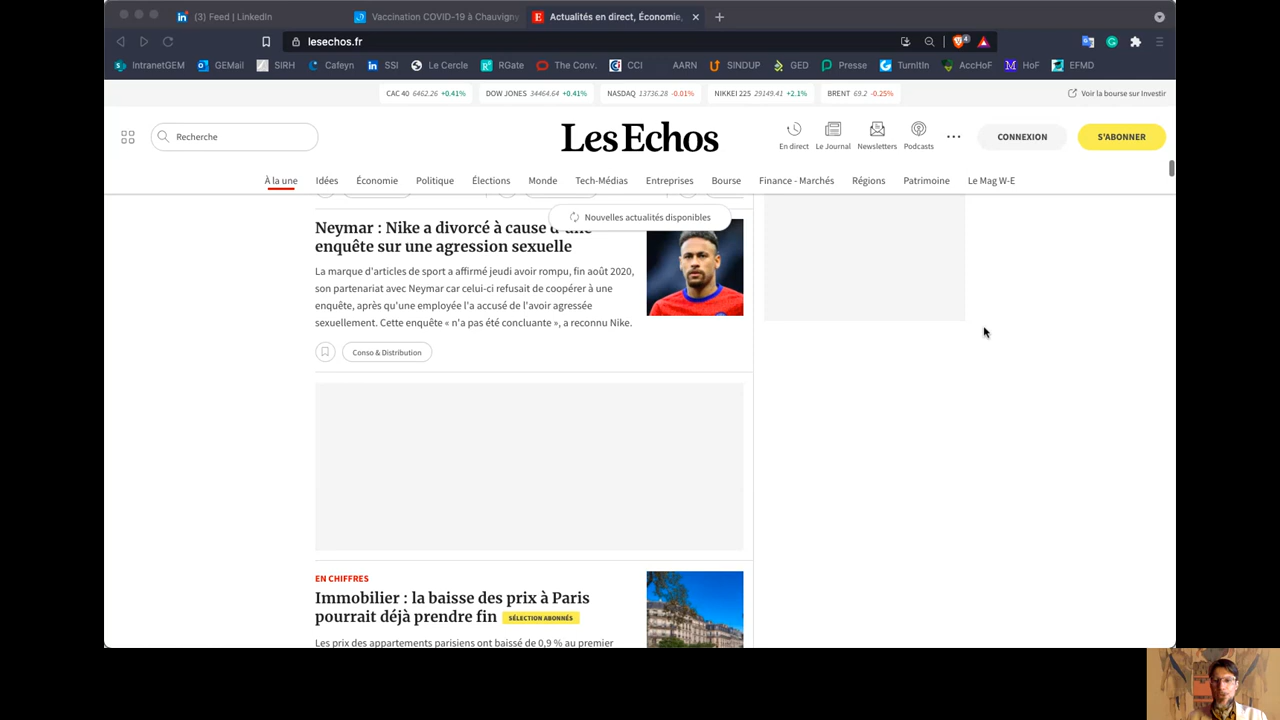 (3) Feed | LinkedIn
Vaccination COVID-19 à Chauvigny
Actualités en direct, Économie,
lesechos.fr
4
IntranetGEM GEMail SIRH Cafeyn SSI Le Cercle RGate The Conv. CCI AARN SINDUP GED Presse TurnItIn AccHoF HoF EFMD
CAC 40 6462.26 +0.41% DOW JONES 34464.64 +0.41% NASDAQ 13736.28 -0.01% NIKKEI 225 29149.41 +2.1% BRENT 69.2 -0.25% Voir la bourse sur Investir
Recherche
Les Echos
En direct Le Journal Newsletters Podcasts
CONNEXION
S'ABONNER
À la une Idées Économie Politique Élections Monde Tech-Médias Entreprises Bourse Finance - Marchés Régions Patrimoine Le Mag W-E
Nouvelles actualités disponibles
Neymar : Nike a divorcé à cause d'une
enquête sur une agression sexuelle
La marque d'articles de sport a affirmé jeudi avoir rompu, fin août 2020,
son partenariat avec Neymar car celui-ci refusait de coopérer à une
enquête, après qu'une employée l'a accusé de l'avoir agressée
sexuellement. Cette enquête « n'a pas été concluante », a reconnu Nike.
Conso & Distribution
EN CHIFFRES
Immobilier : la baisse des prix à Paris
pourrait déjà prendre fin SÉLECTION ABONNÉS
Les prix des appartements parisiens ont baissé de 0,9 % au premier